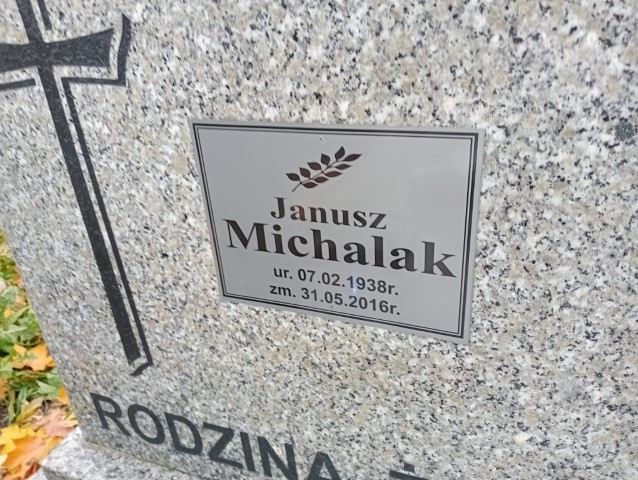 Janusz
Michalak
ur. 07.02.1938r.
zm. 31.05.2016r.
RODZINA